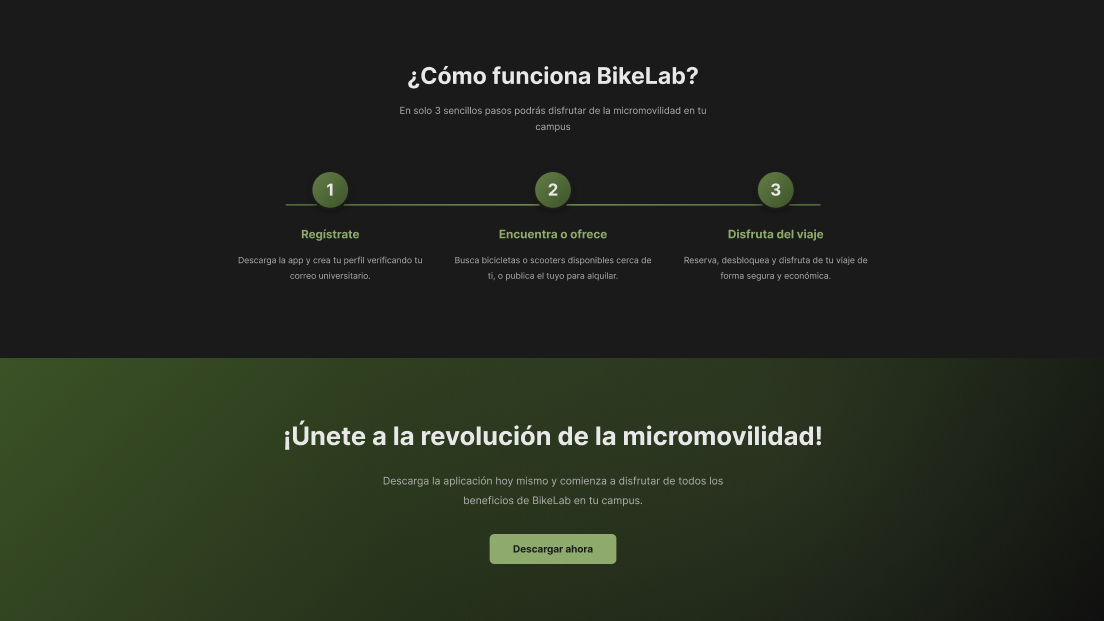 ¿Cómo funciona BikeLab?
En solo 3 sencillos pasos podrás disfrutar de la micromovilidad en tu
campus
1
2
3
Regístrate
Descarga la app y crea tu perfil verificando tu
correo universitario.
Encuentra o ofrece
Busca bicicletas o scooters disponibles cerca de
ti, o publica el tuyo para alquilar.
Disfruta del viaje
Reserva, desbloquea y disfruta de tu viaje de
forma segura y económica.
¡Únete a la revolución de la micromovilidad!
Descarga la aplicación hoy mismo y comienza a disfrutar de todos los
beneficios de BikeLab en tu campus.
Descargar ahora